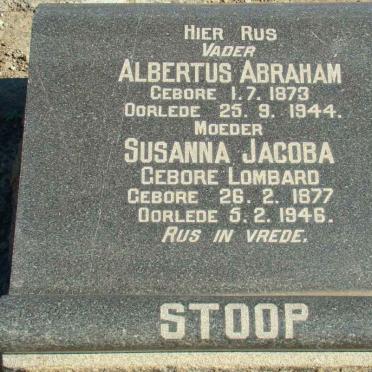 HIER RUS
VADER
ALBERTUS ABRAHAM
GEBORE 1. 7. 1873
OORLEDE 25. 9. 1944.
MOEDER
SUSANNA JACOBA
GEBORE LOMBARD
GEBORE 26. 2. 1877
OORLEDE 5. 2. 1946.
RUS IN VREDE.
STOOP